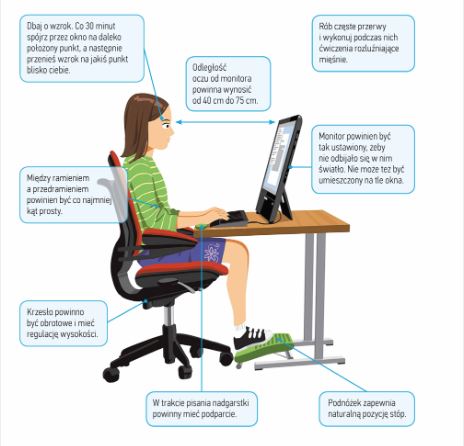 Dbaj o wzrok. Co 30 minut
spójrz przez okno na daleko
położony punkt, a następnie
przenieś wzrok na jakiś punkt
blisko ciebie.
Rób częste przerwy
i wykonuj podczas nich
ćwiczenia rozluźniające
mięśnie.
Odległość
oczu od monitora
powinna wynosić
od 40 cm do 75 cm.
Monitor powinien być
tak ustawiony, żeby
nie odbijało się w nim
światło. Nie może też być
umieszczony na tle okna.
Między ramieniem
a przedramieniem
powinien być co najmniej
kąt prosty.
Krzesło powinno
być obrotowe i mieć
regulację wysokości.
W trakcie pisania nadgarstki
powinny mieć podparcie.
Podnóżek zapewnia
naturalną pozycję stóp.